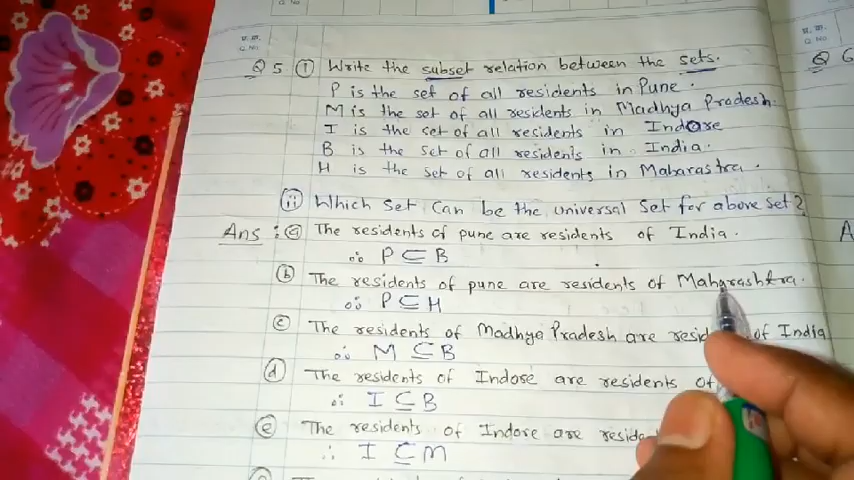 Q No
प्र.क्र.
Q No.
प्र.क्र.
Q No
Q 5 (i) Write the subset relation between the sets.
P is the set of all residents in Pune.
M is the set of all residents in Madhya Pradesh.
I is the set of all residents in Indore
B is the set of all residents in India.
H is the set of all residents in Maharastra.
(ii) Which set can be the universal set for above set ?
Ans : (a) The residents of pune are residents of India.
∴ P ⊆ B
(b) The residents of pune are residents of Maharashtra.
∴ P ⊆ H
(c) The residents of Madhya Pradesh are of India
∴ M ⊆ B
(d) The residents of Indose are residents
∴ I ⊆ B
(e) The residents of Indore are
∴ I ⊆ M